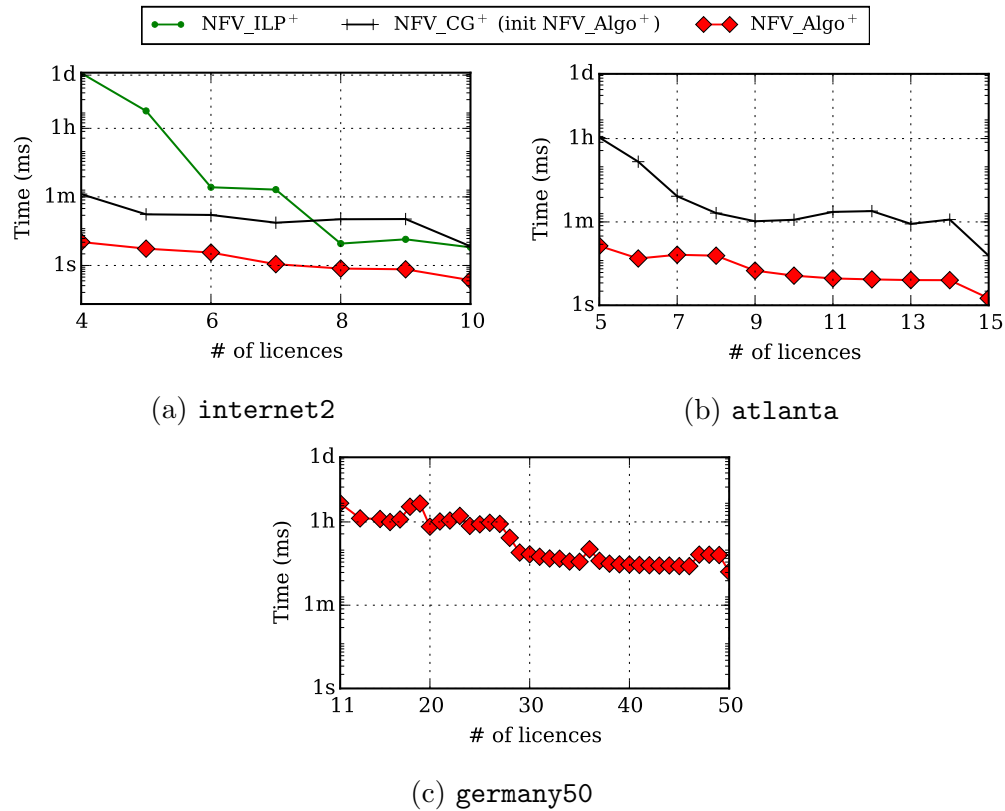 NFV_ILP⁺ NFV_CG⁺ (init NFV_Algo⁺) NFV_Algo⁺
1d
1h
1m
1s
Time (ms)
4 6 8 10
# of licences
(a) internet2
1d
1h
1m
1s
Time (ms)
5 7 9 11 13 15
# of licences
(b) atlanta
1d
1h
1m
1s
Time (ms)
11 20 30 40 50
# of licences
(c) germany50